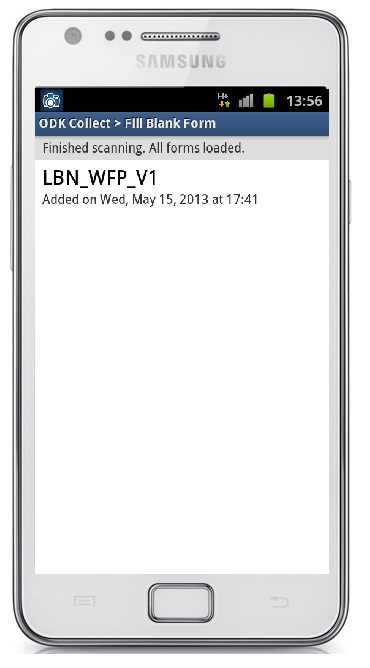 SAMSUNG
H+
13:56
ODK Collect > Fill Blank Form
Finished scanning. All forms loaded.
LBN_WFP_V1
Added on Wed, May 15, 2013 at 17:41